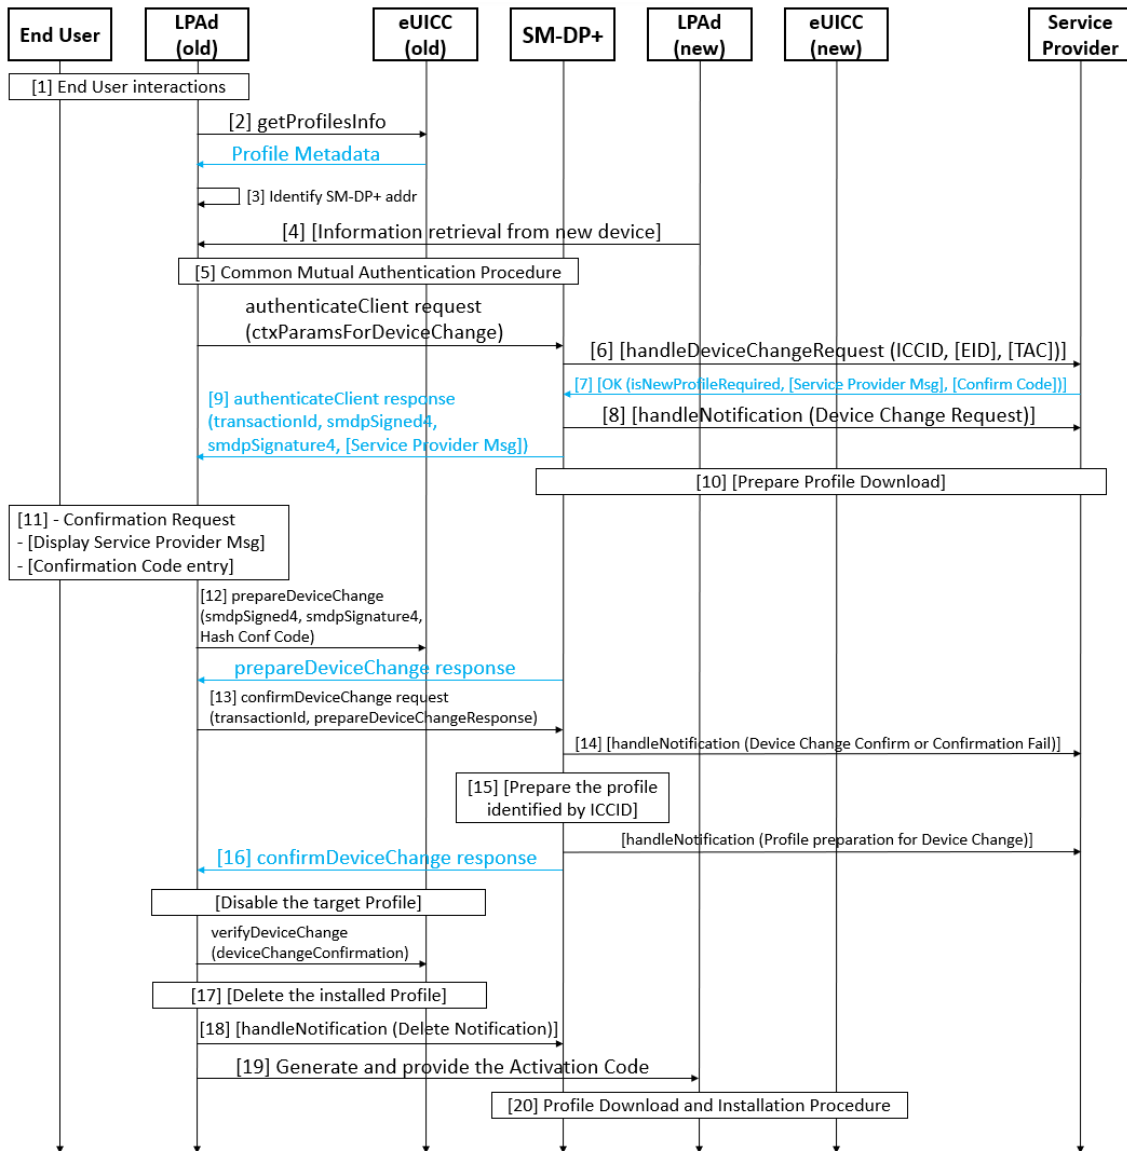 End User
LPAd
(old)
eUICC
(old)
SM-DP+
LPAd
(new)
eUICC
(new)
Service
Provider
[1] End User interactions
[2] getProfilesInfo
Profile Metadata
[3] Identify SM-DP+ addr
[4] [Information retrieval from new device]
[5] Common Mutual Authentication Procedure
authenticateClient request
(ctxParamsForDeviceChange)
[6] [handleDeviceChangeRequest (ICCID, [EID], [TAC])]
[7] [OK (isNewProfileRequired, [Service Provider Msg], [Confirm Code])]
[8] [handleNotification (Device Change Request)]
[9] authenticateClient response
(transactionId, smdpSigned4,
smdpSignature4, [Service Provider Msg])
[10] [Prepare Profile Download]
[11] - Confirmation Request
- [Display Service Provider Msg]
- [Confirmation Code entry]
[12] prepareDeviceChange
(smdpSigned4, smdpSignature4,
Hash Conf Code)
prepareDeviceChange response
[13] confirmDeviceChange request
(transactionId, prepareDeviceChangeResponse)
[14] [handleNotification (Device Change Confirm or Confirmation Fail)]
[15] [Prepare the profile
identified by ICCID]
[handleNotification (Profile preparation for Device Change)]
[16] confirmDeviceChange response
[Disable the target Profile]
verifyDeviceChange
(deviceChangeConfirmation)
[17] [Delete the installed Profile]
[18] [handleNotification (Delete Notification)]
[19] Generate and provide the Activation Code
[20] Profile Download and Installation Procedure